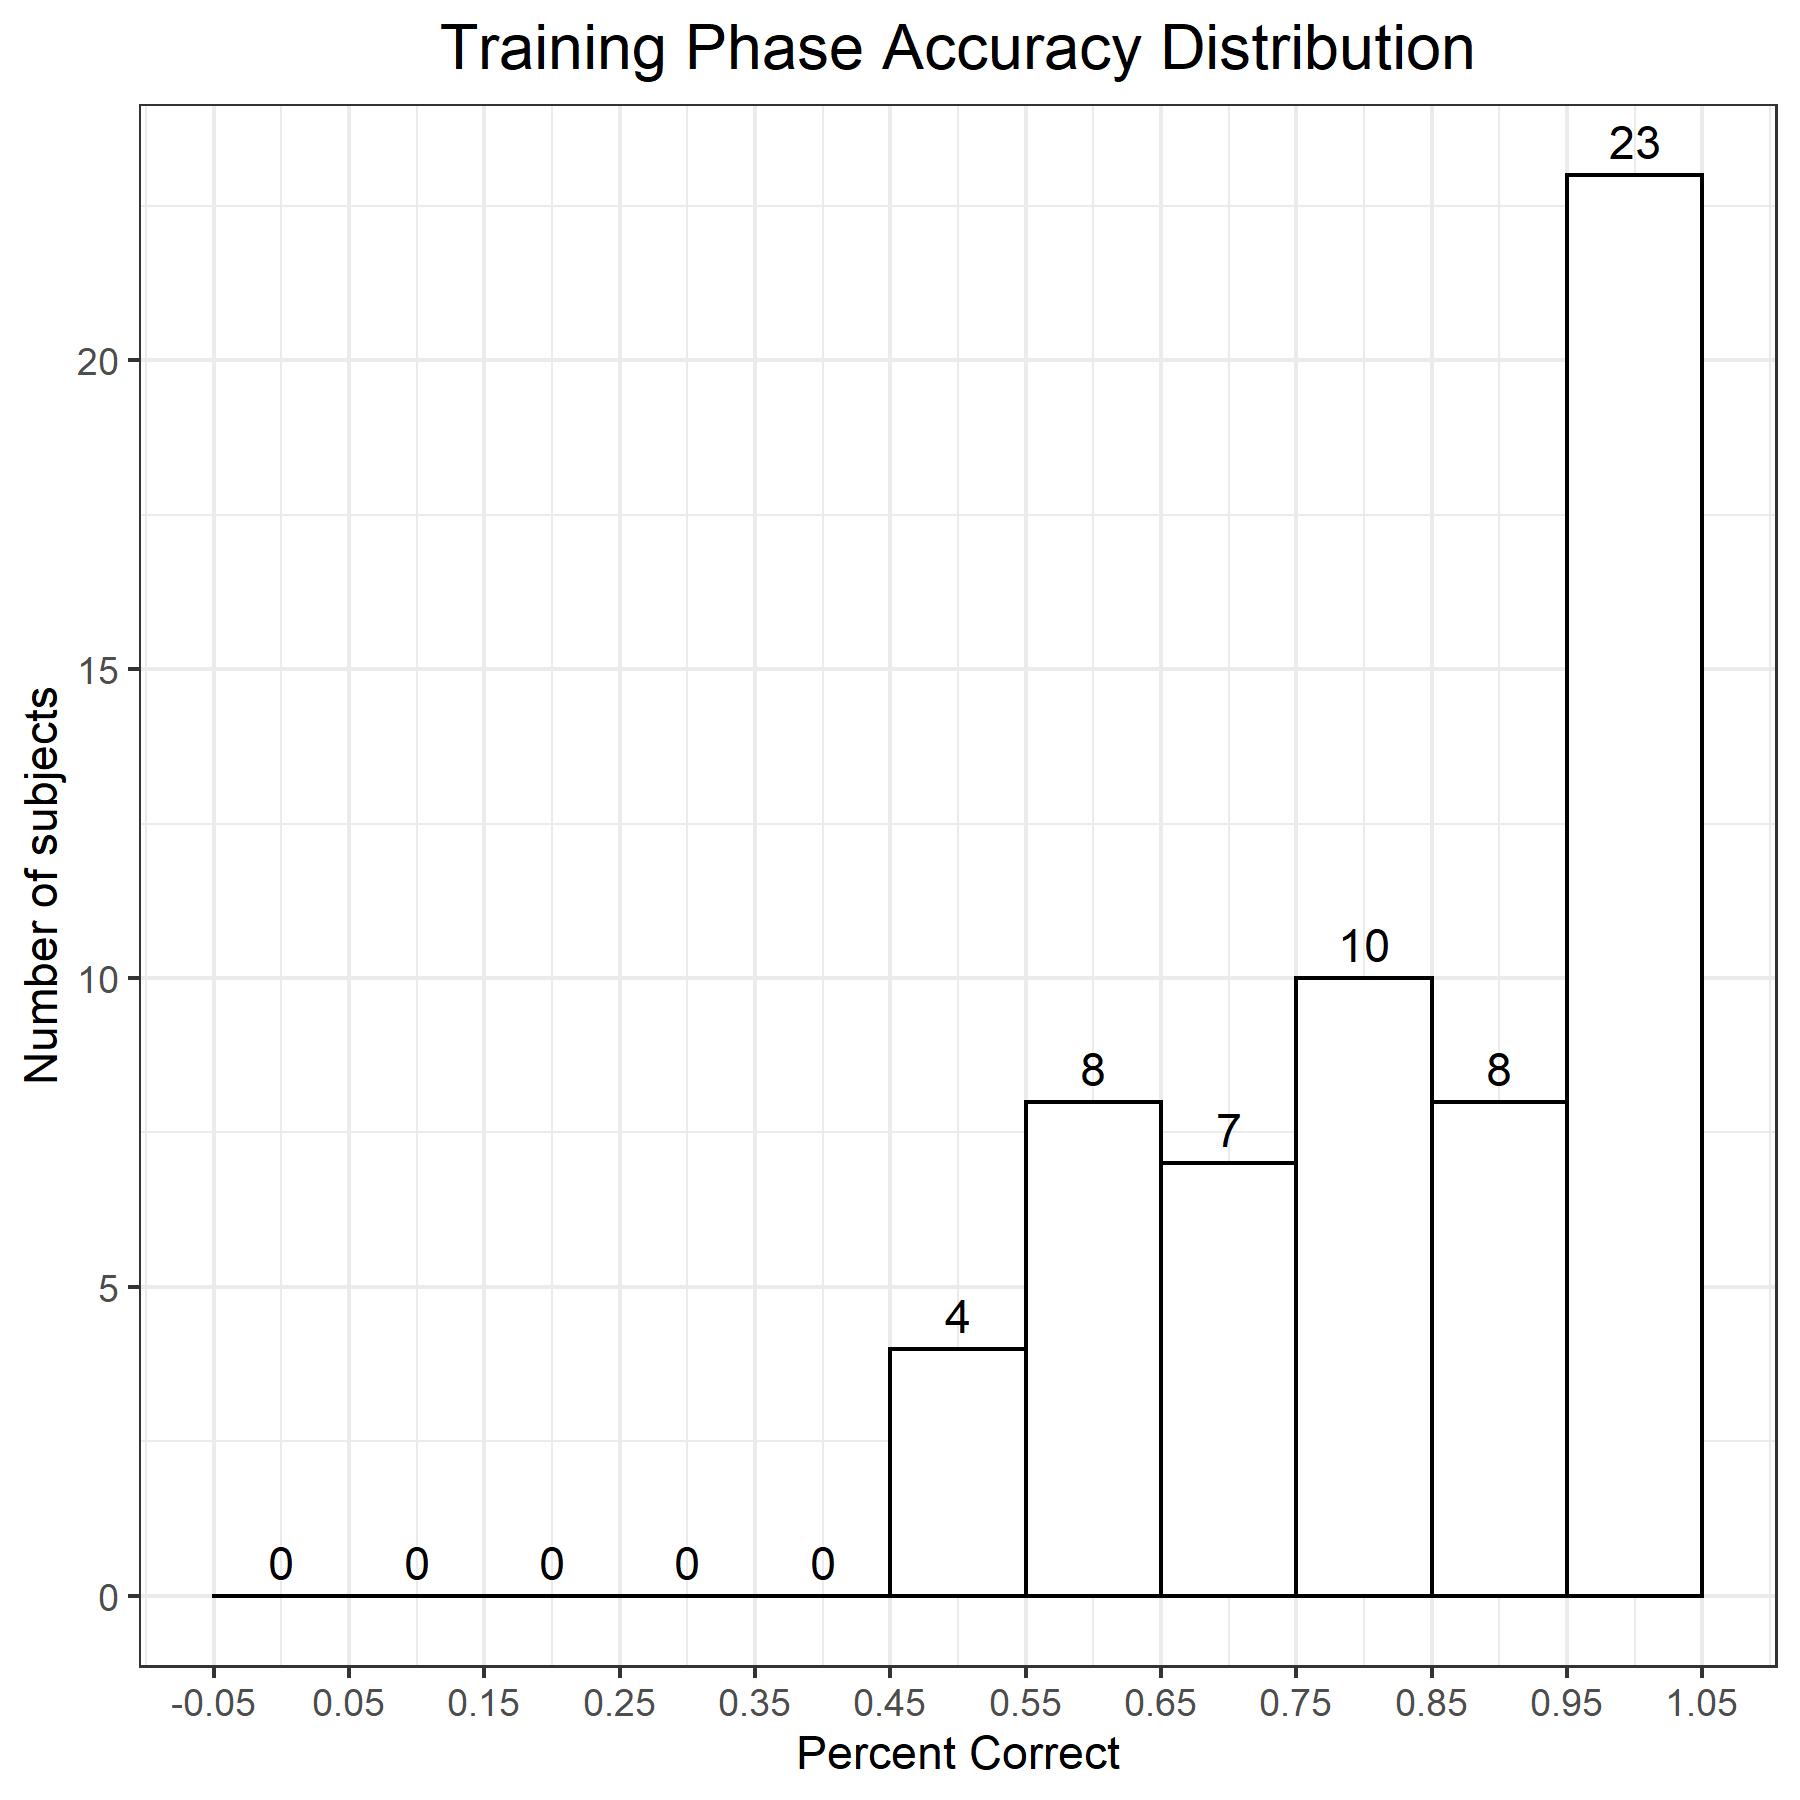 Training Phase Accuracy Distribution
23
20
15
Number of subjects
10
10
8
8
7
5
4
0 0 0 0 0
0
-0.05 0.05 0.15 0.25 0.35 0.45 0.55 0.65 0.75 0.85 0.95 1.05
Percent Correct